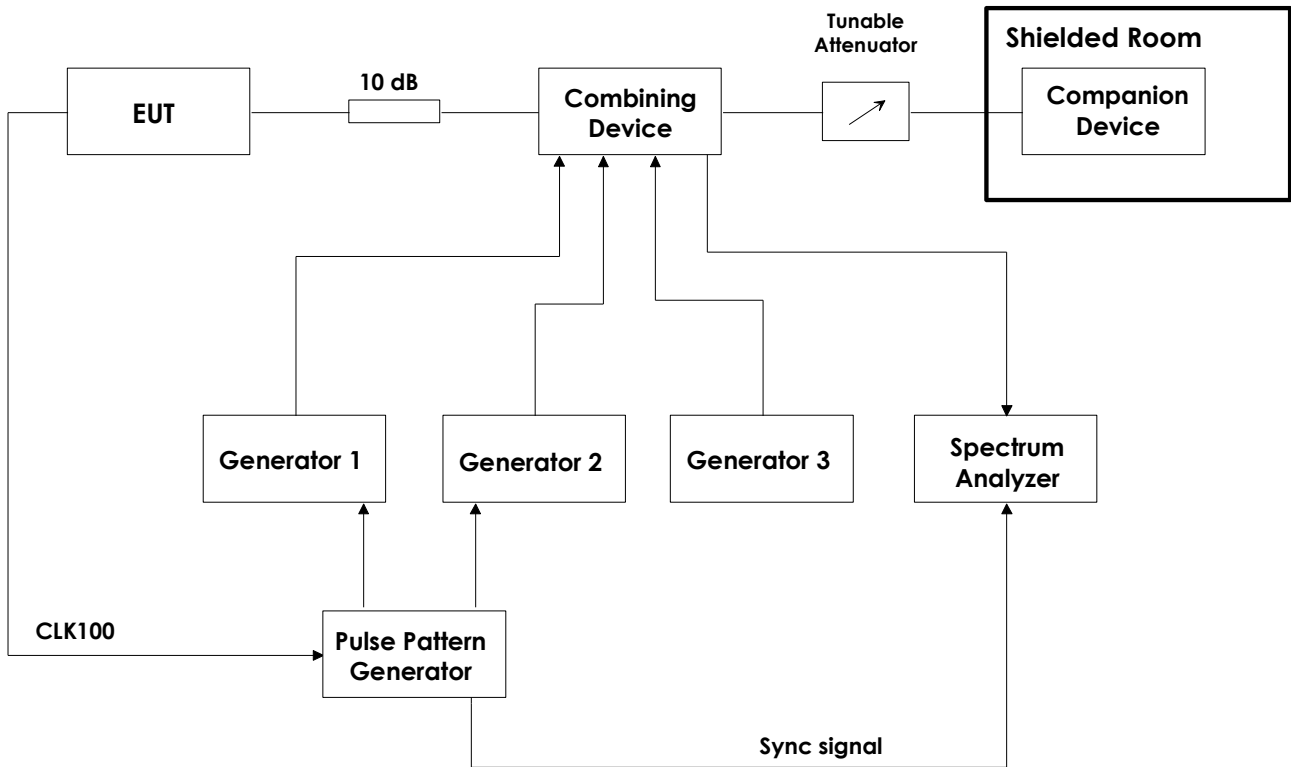 Tunable
Attenuator
Shielded Room
10 dB
EUT
Combining
Device
Companion
Device
Generator 1
Generator 2
Generator 3
Spectrum
Analyzer
CLK100
Pulse Pattern
Generator
Sync signal